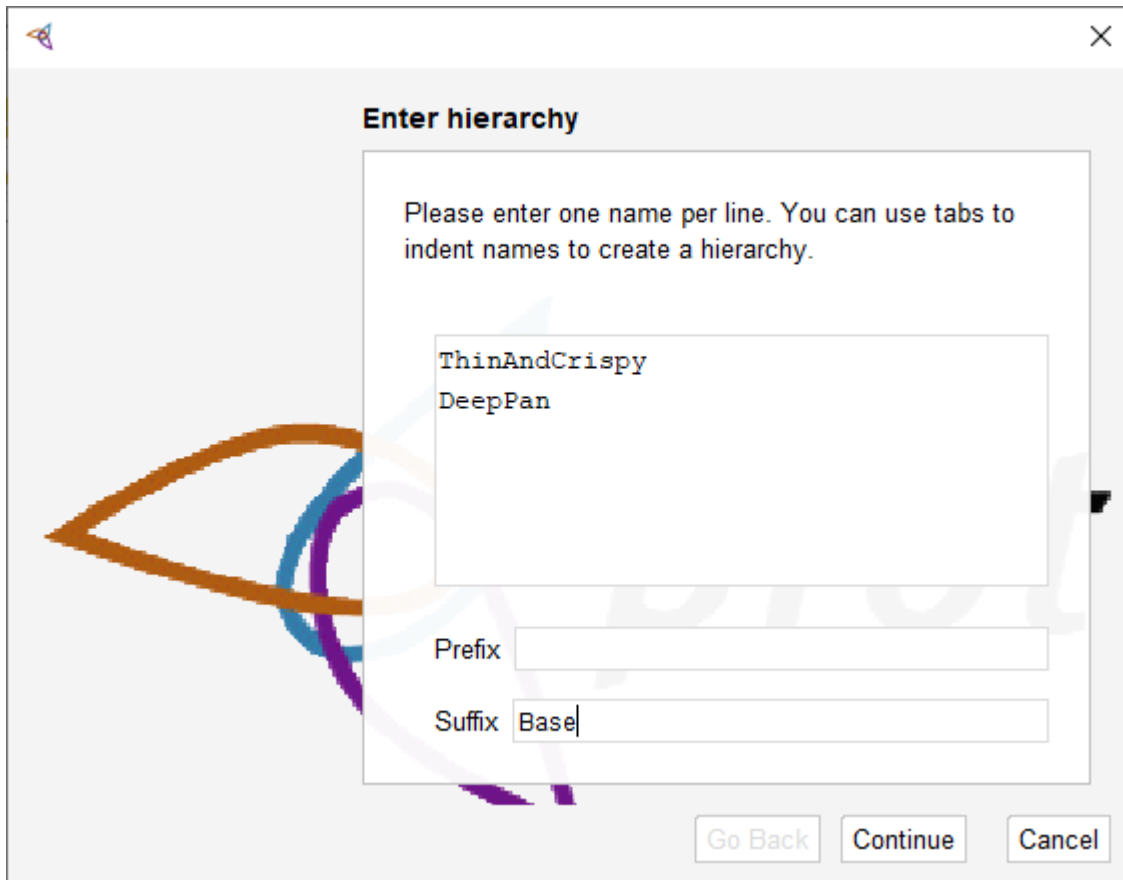 Enter hierarchy
Please enter one name per line. You can use tabs to
indent names to create a hierarchy.
ThinAndCrispy
DeepPan
Prefix
Suffix Base
Go Back Continue Cancel